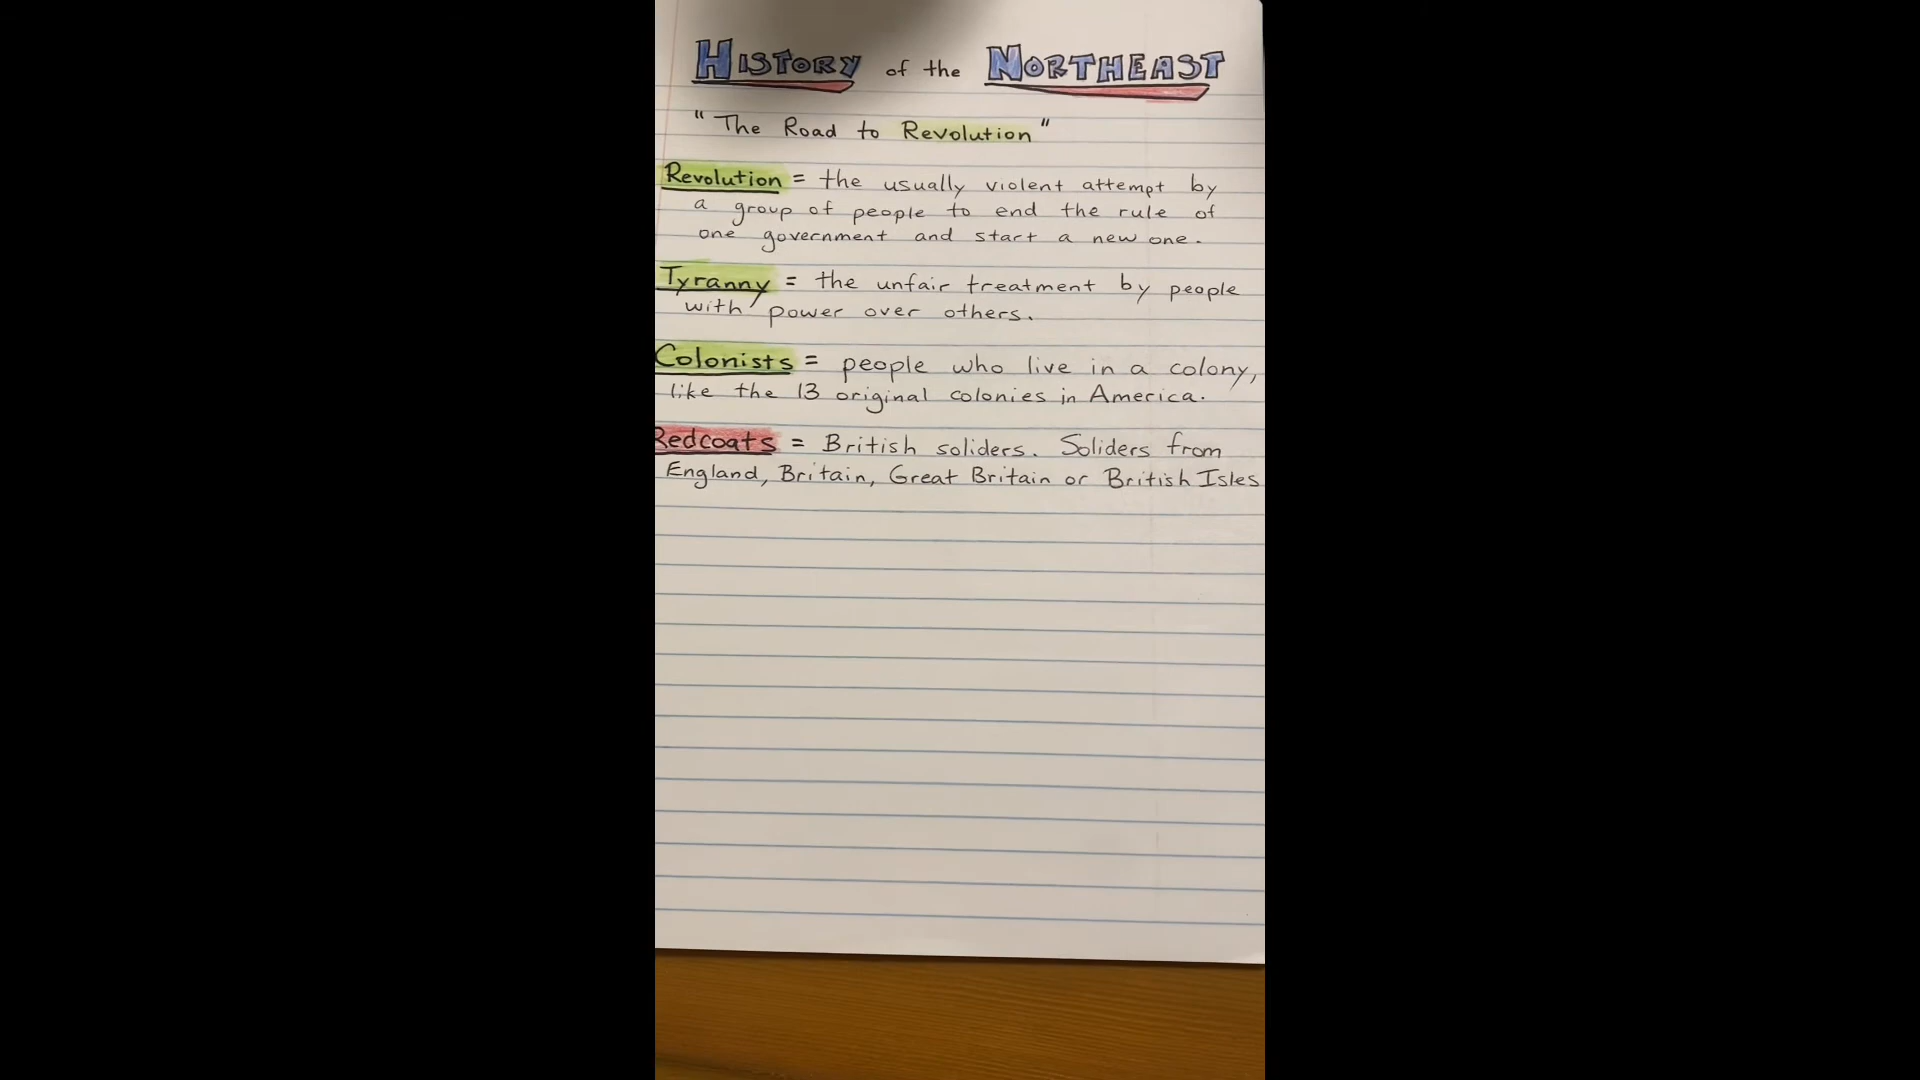 HISTORY of the NORTHEAST
"The Road to Revolution"
Revolution = the usually violent attempt by
a group of people to end the rule of
one government and start a new one.
Tyranny = the unfair treatment by people
with power over others.
Colonists = people who live in a colony,
like the 13 original colonies in America.
Redcoats = British soliders. Soliders from
England, Britain, Great Britain or British Isles